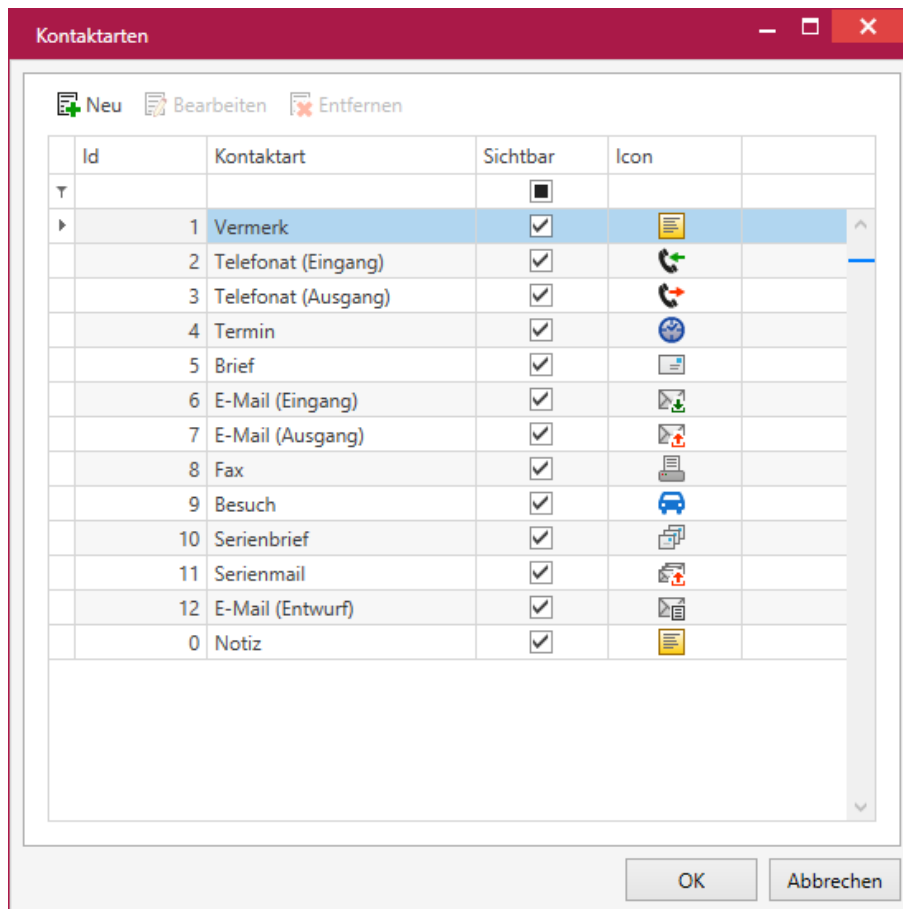 Kontaktarten
Neu Bearbeiten Entfernen
Id Kontaktart Sichtbar Icon
1 Vermerk
2 Telefonat (Eingang)
3 Telefonat (Ausgang)
4 Termin
5 Brief
6 E-Mail (Eingang)
7 E-Mail (Ausgang)
8 Fax
9 Besuch
10 Serienbrief
11 Serienmail
12 E-Mail (Entwurf)
0 Notiz
OK Abbrechen